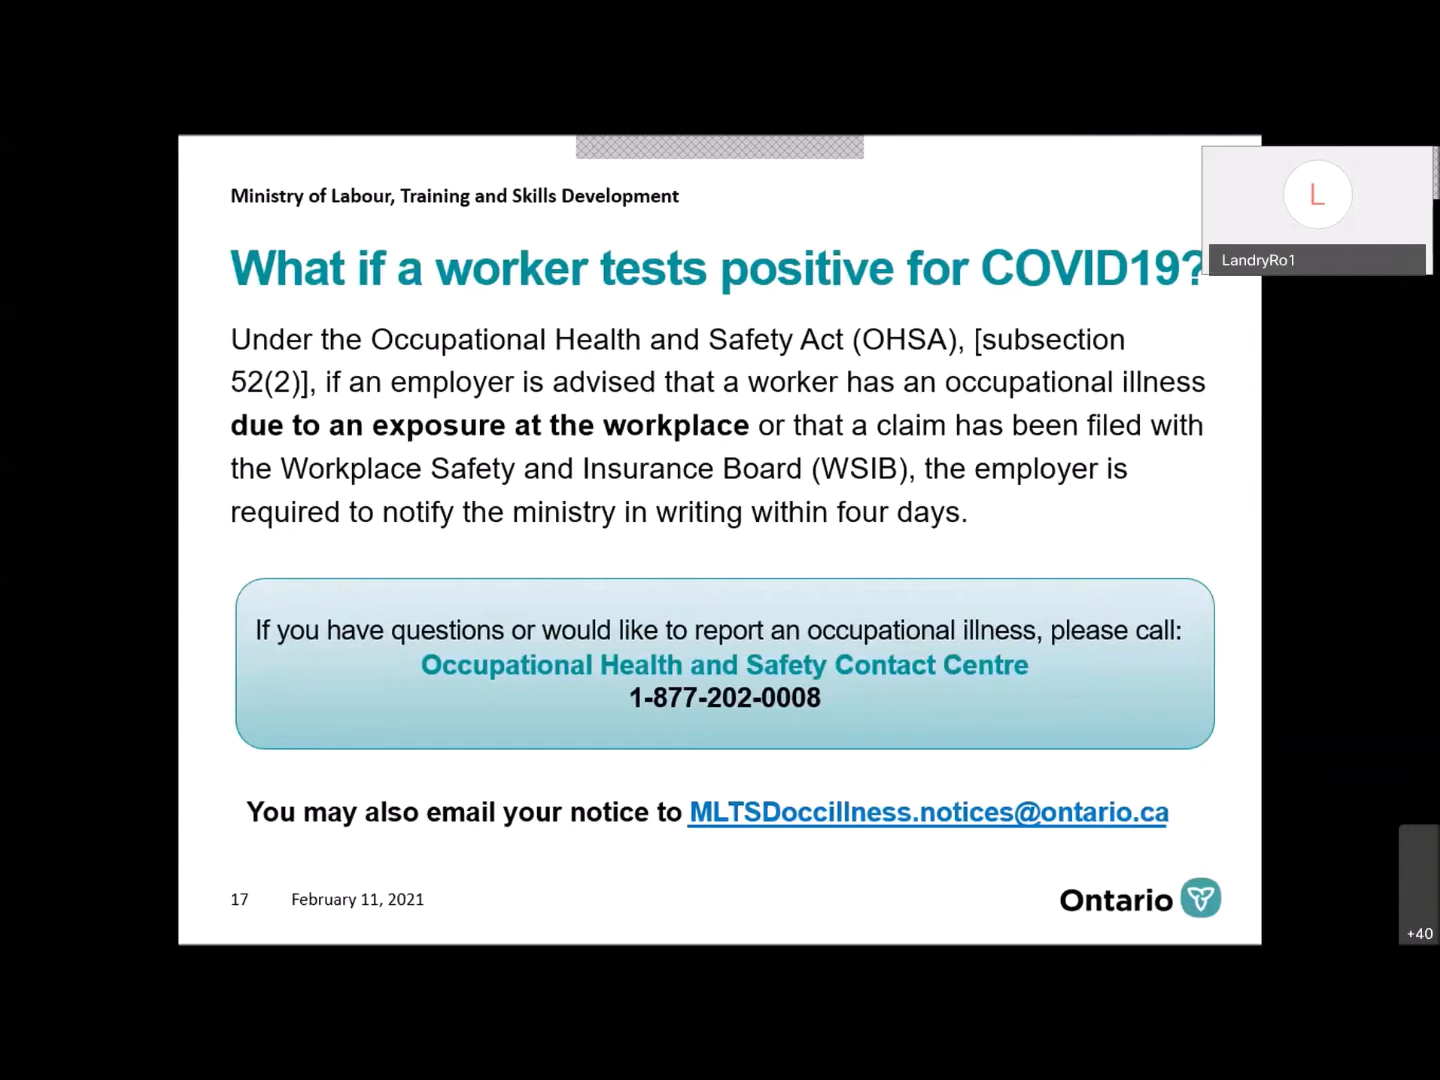 Ministry of Labour, Training and Skills Development
What if a worker tests positive for COVID19?
L
LandryRo1
Under the Occupational Health and Safety Act (OHSA), [subsection
52(2)], if an employer is advised that a worker has an occupational illness
due to an exposure at the workplace or that a claim has been filed with
the Workplace Safety and Insurance Board (WSIB), the employer is
required to notify the ministry in writing within four days.
If you have questions or would like to report an occupational illness, please call:
Occupational Health and Safety Contact Centre
1-877-202-0008
You may also email your notice to MLTSDoccillness.notices@ontario.ca
17 February 11, 2021
Ontario
+40